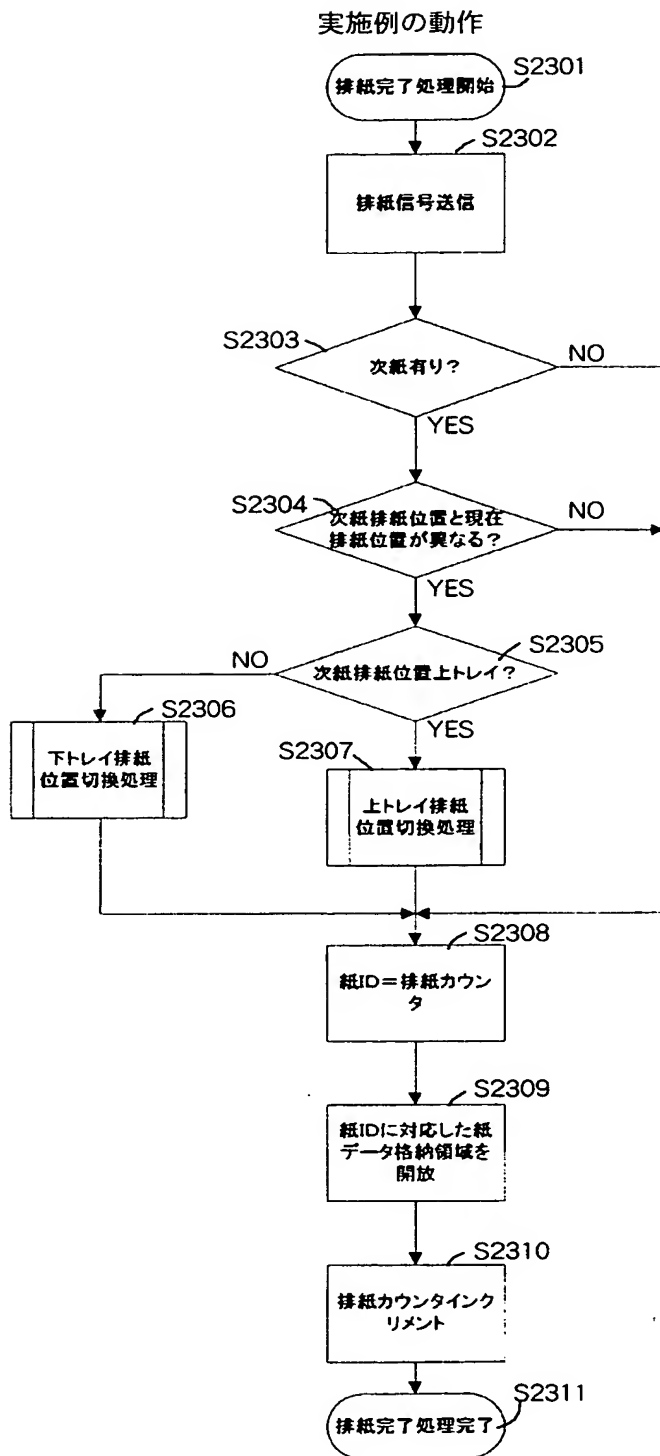 実施例の動作
S2301
排紙完了処理開始
S2302
排紙信号送信
S2303
次紙有り?
NO
YES
S2304
次紙排紙位置と現在
排紙位置が異なる?
NO
YES
S2305
次紙排紙位置上トレイ?
NO
YES
S2306
下トレイ排紙
位置切換処理
S2307
上トレイ排紙
位置切換処理
S2308
紙ID=排紙カウン
タ
S2309
紙IDに対応した紙
データ格納領域を
開放
S2310
排紙カウンタインク
リメント
S2311
排紙完了処理完了